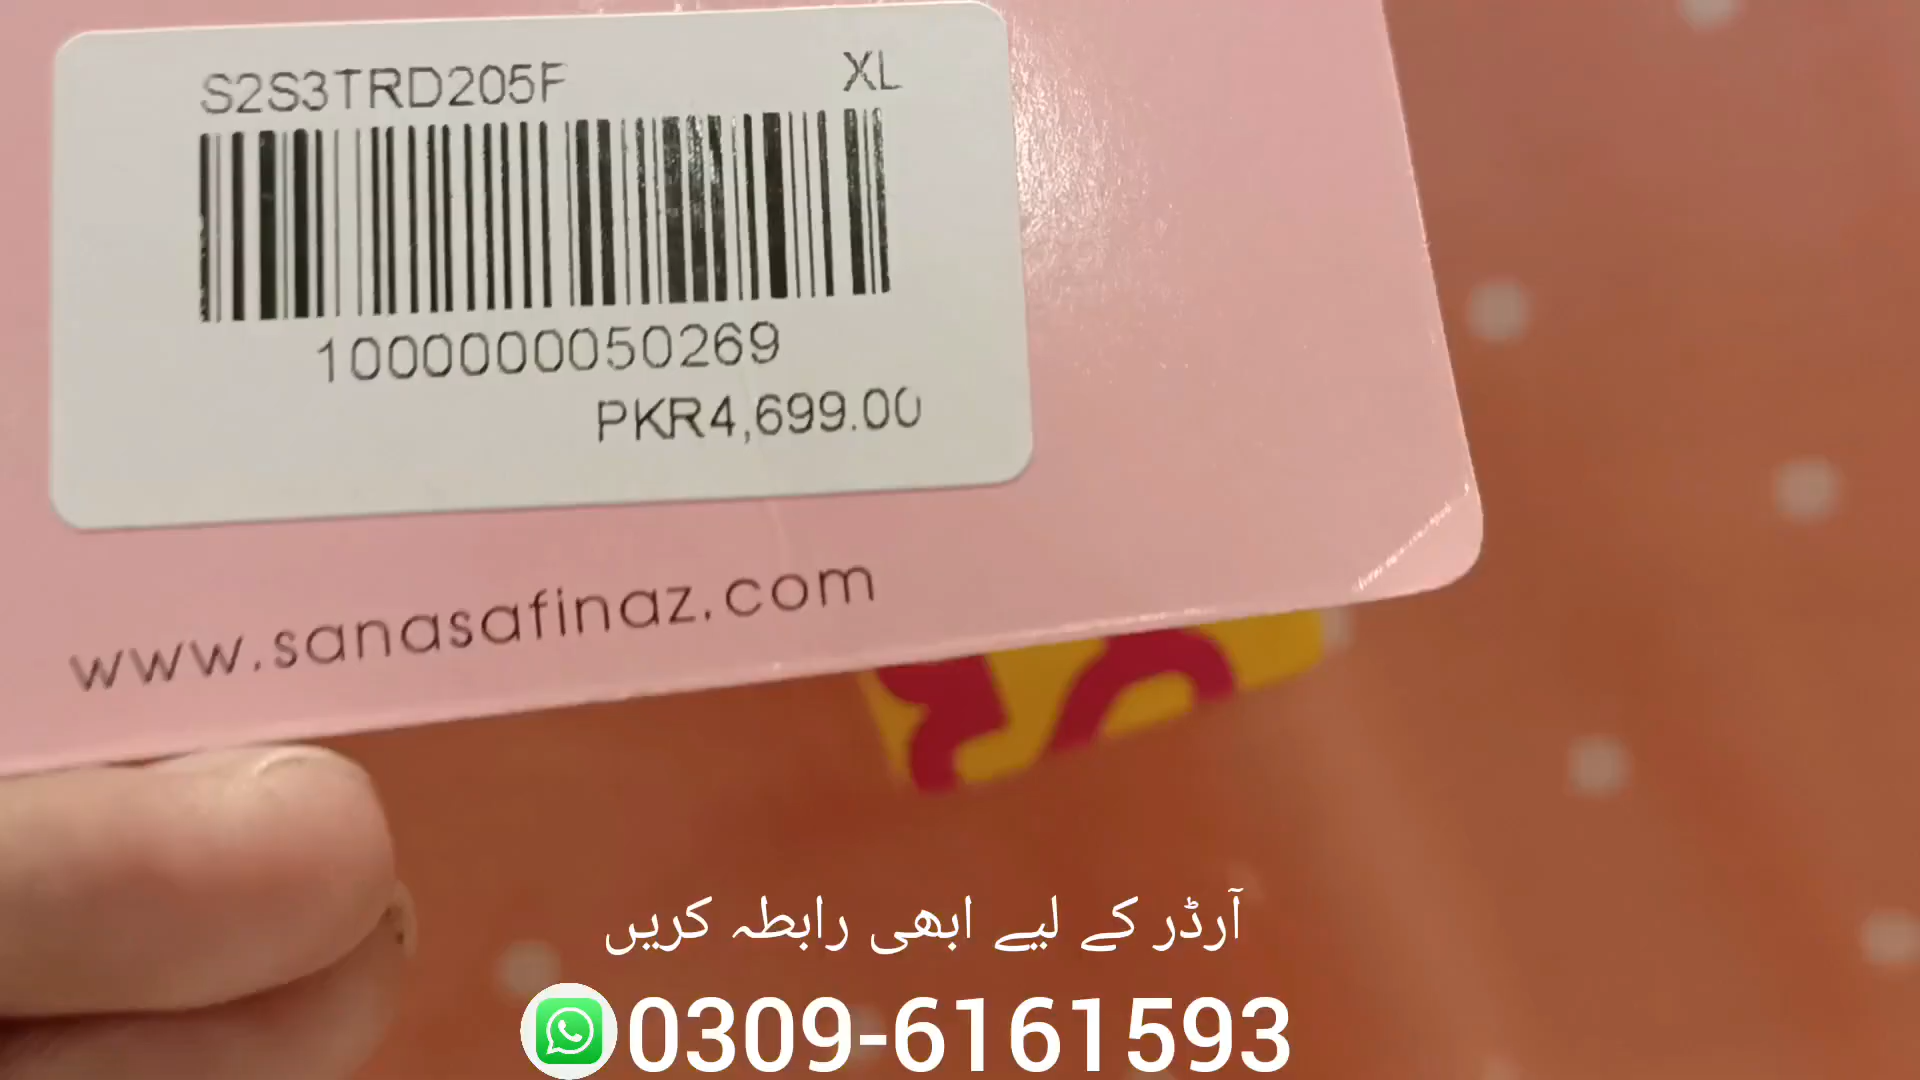 S2S3TRD205F XL
1000000050269
PKR4,699.00
www.sanasafinaz.com
آرڈر کے لیے ابھی رابطہ کریں
0309-6161593